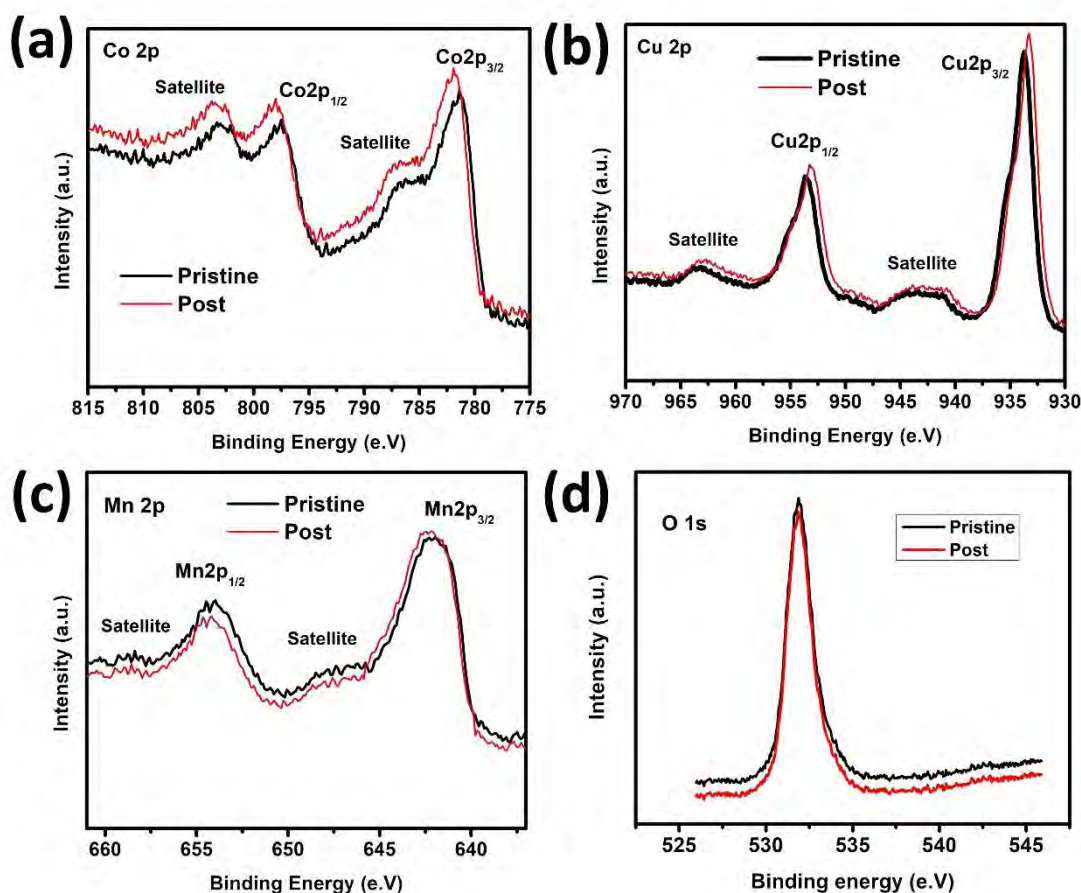 (a)
Co 2p
Co2p3/2
Satellite
Co2p1/2
Satellite
Pristine
Post
Intensity (a.u.)
815 810 805 800 795 790 785 780 775
Binding Energy (e.V)
(b)
Cu 2p
Pristine
Post
Cu2p3/2
Cu2p1/2
Satellite
Satellite
Intensity (a.u.)
970 965 960 955 950 945 940 935 930
Binding Energy (e.V)
(c)
Mn 2p
Pristine
Post
Mn2p3/2
Mn2p1/2
Satellite
Satellite
Intensity (a.u.)
660 655 650 645 640
Binding Energy (e.V)
(d)
O 1s
Pristine
Post
Intensity (a.u.)
525 530 535 540 545
Binding energy (e.V)